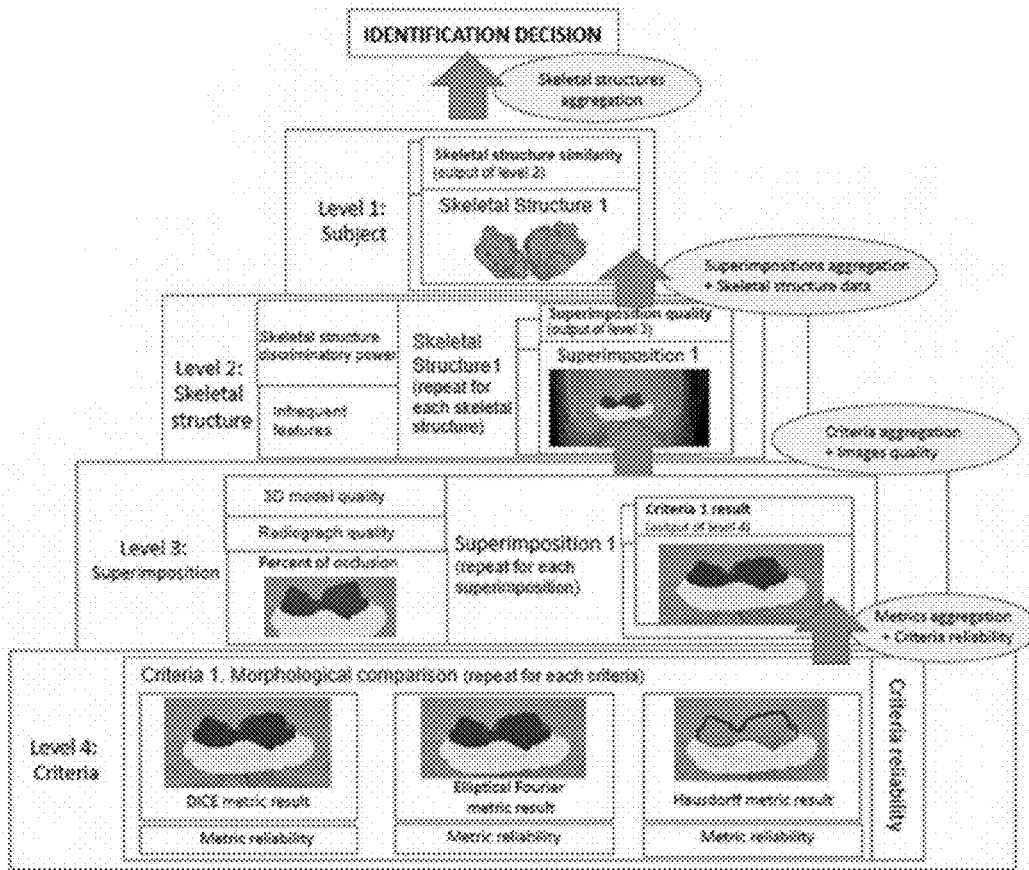 IDENTIFICATION DECISION
Skeletal structures
aggregation
Level 1:
Subject
Skeletal structure similarity
(output of level 2)
Skeletal Structure 1
Superimpositions aggregation
+ Skeletal structure data
Level 2:
Skeletal
structure
Skeletal structure
discriminatory power
Infrequent
features
Skeletal
Structure1
(repeat for
each skeletal
structure)
Superimposition quality
(output of level 3)
Superimposition 1
Criteria aggregation
+ Images quality
Level 3:
Superimposition
3D model quality
Radiograph quality
Percent of occlusion
Superimposition 1
(repeat for each
superimposition)
Criteria 1 result
(output of level 4)
Metrics aggregation
+ Criteria reliability
Level 4:
Criteria
Criteria 1. Morphological comparison (repeat for each criteria)
DICE metric result
Metric reliability
Elliptical Fourier
metric result
Metric reliability
Hausdorff metric result
Metric reliability
Criteria reliability